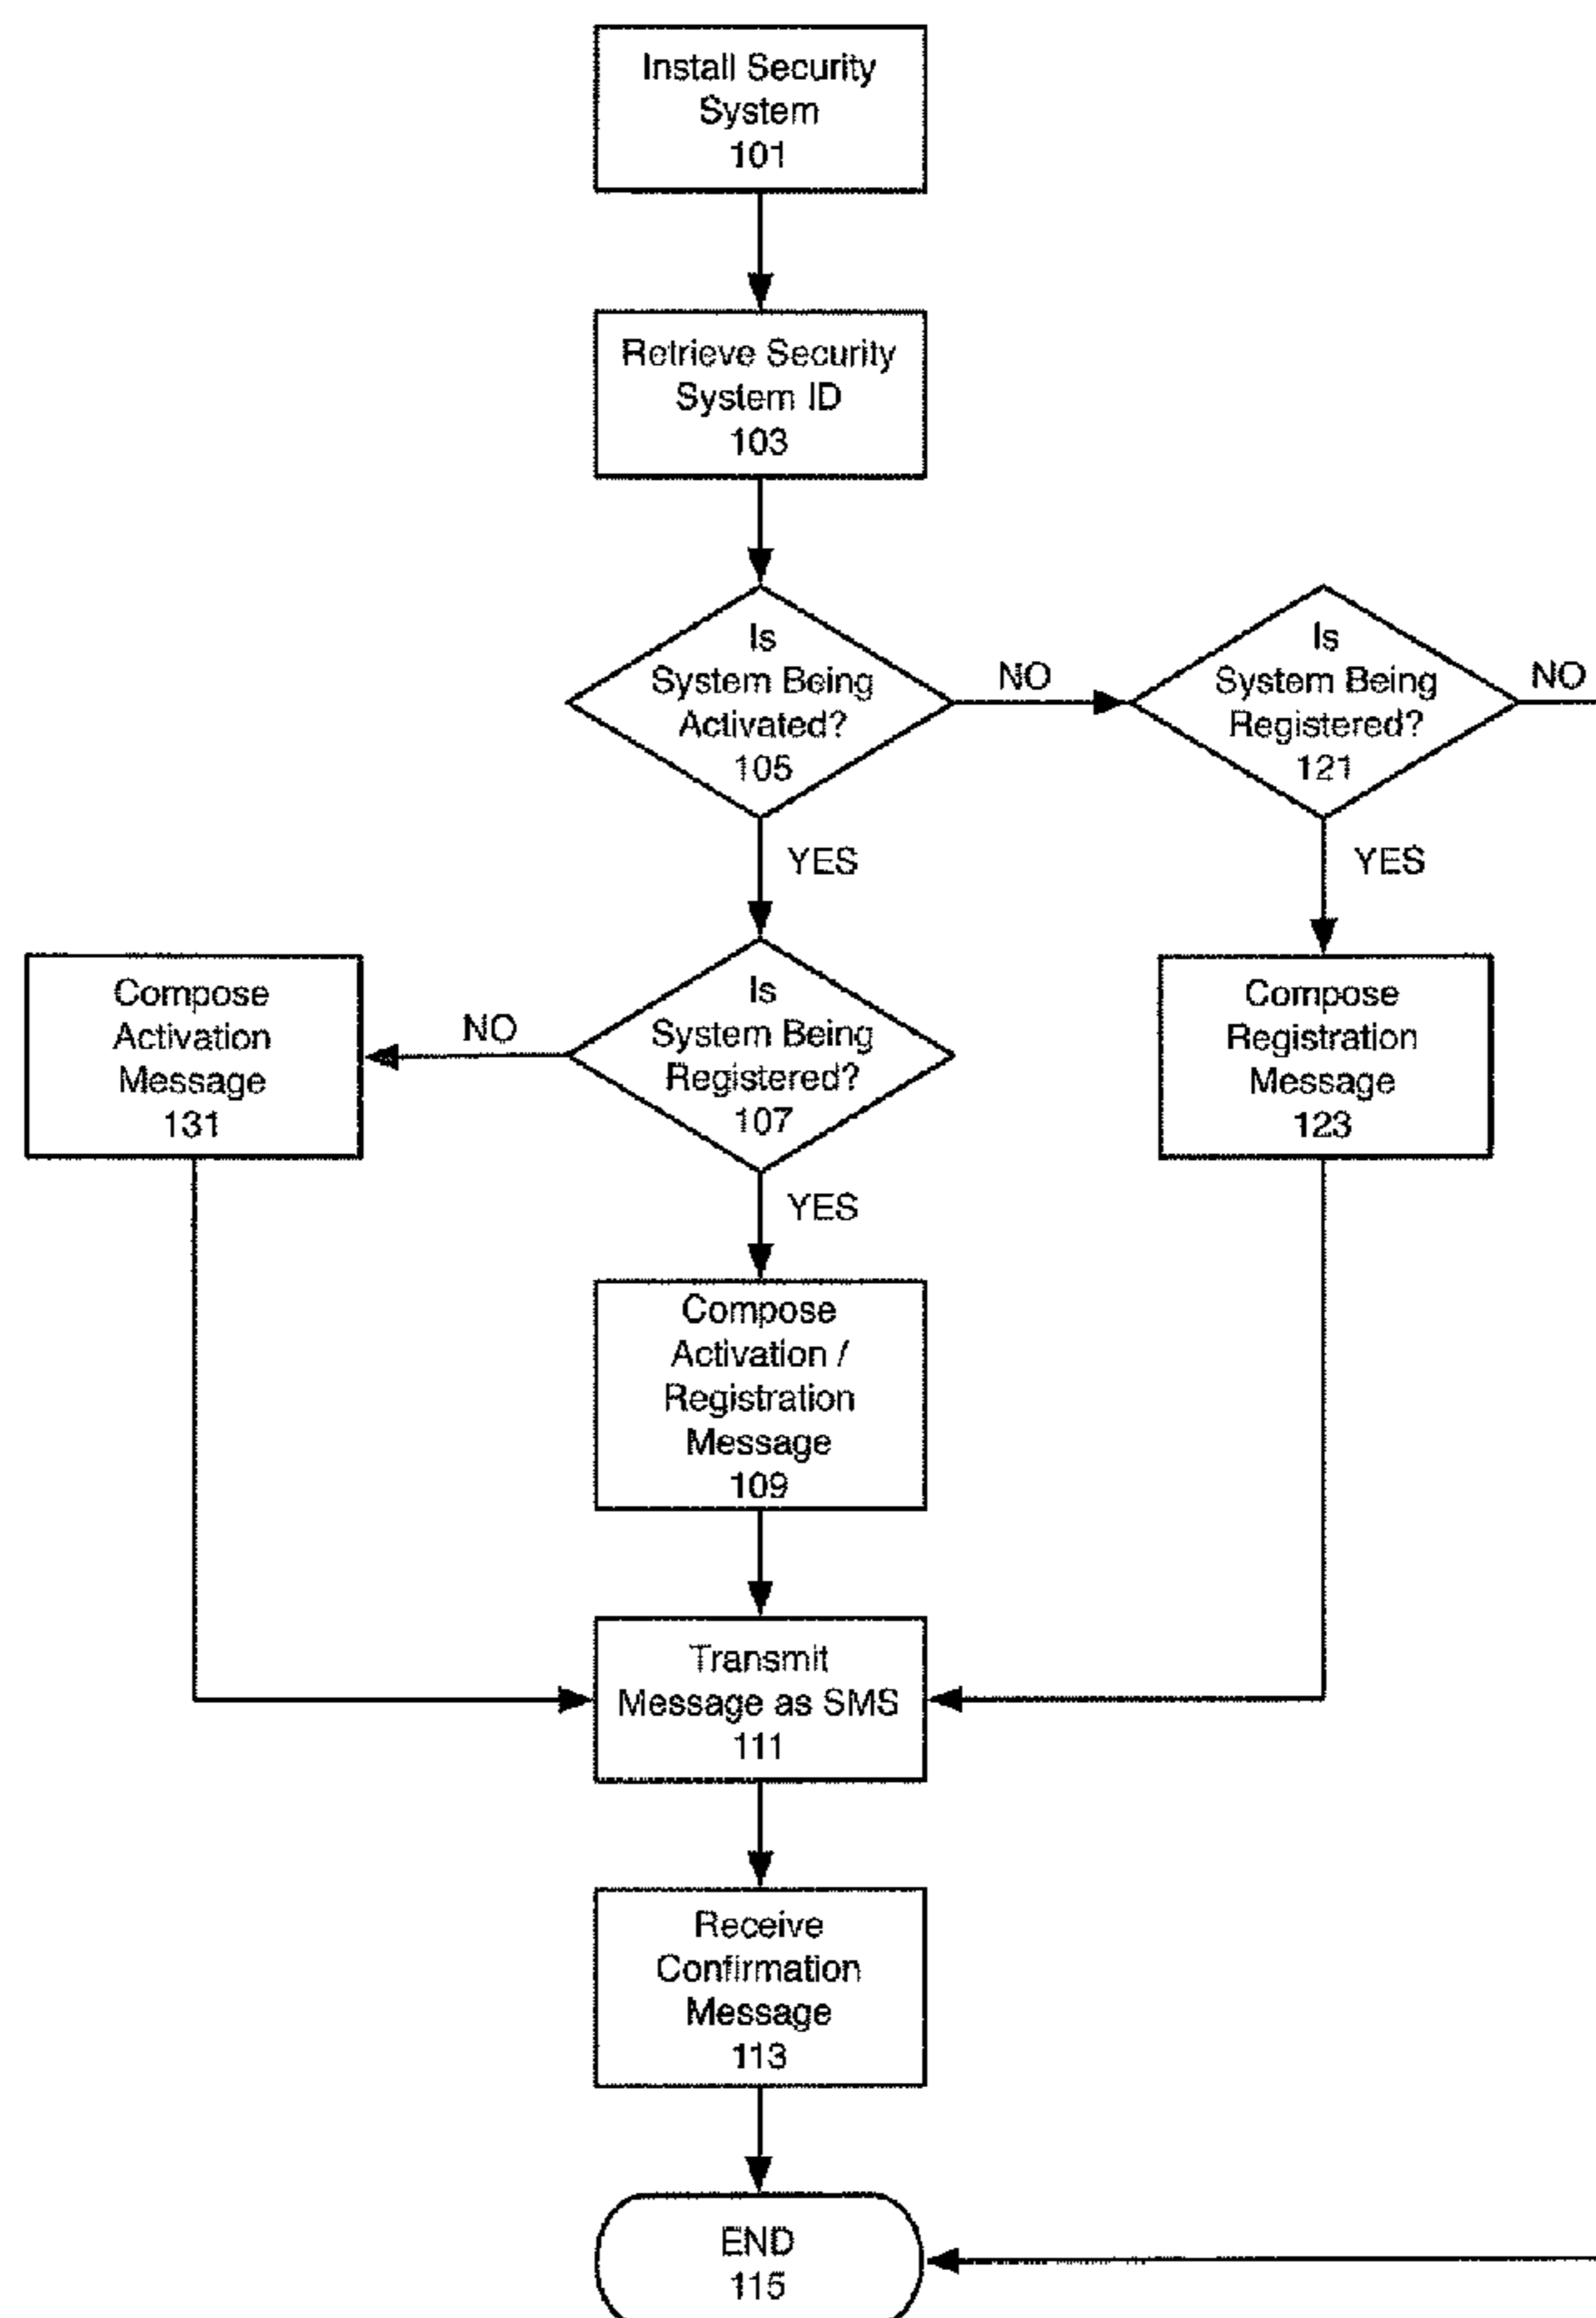 Install Security
System
101
Retrieve Security
System ID
103
Is
System Being
Activated?
105
NO
Is
System Being
Registered?
121
NO
YES
YES
Compose
Activation
Message
131
NO
Is
System Being
Registered?
107
Compose
Registration
Message
123
YES
Compose
Activation /
Registration
Message
109
Transmit
Message as SMS
111
Receive
Confirmation
Message
113
END
115